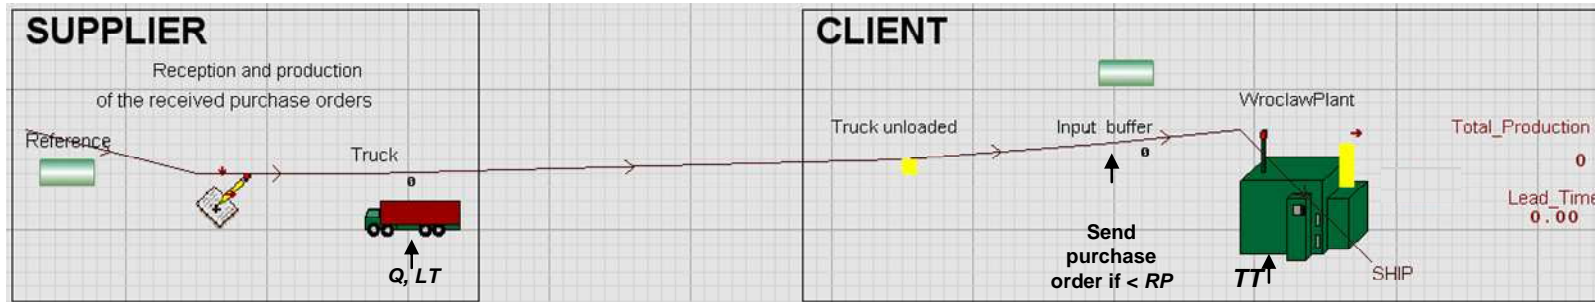 SUPPLIER
Reception and production
of the received purchase orders
Reference
Truck
0
Q, LT
CLIENT
Truck unloaded
Input buffer
0
Send
purchase
order if < RP
WroclawPlant
TT
SHIP
Total_Production
0
Lead_Time
0.00